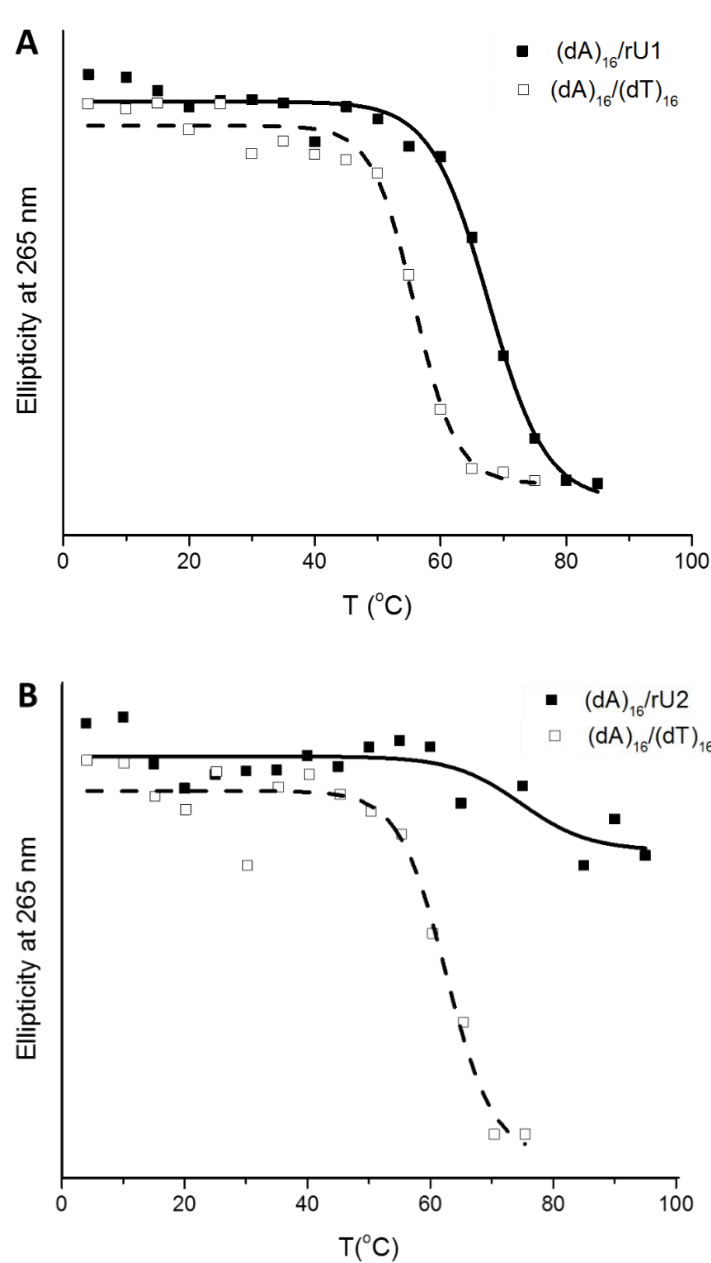 A
(dA)₁₆/rU1
(dA)₁₆/(dT)₁₆
Ellipticity at 265 nm
0 20 40 60 80 100
T (°C)
B
(dA)₁₆/rU2
(dA)₁₆/(dT)₁₆
Ellipticity at 265 nm
0 20 40 60 80 100
T(°C)